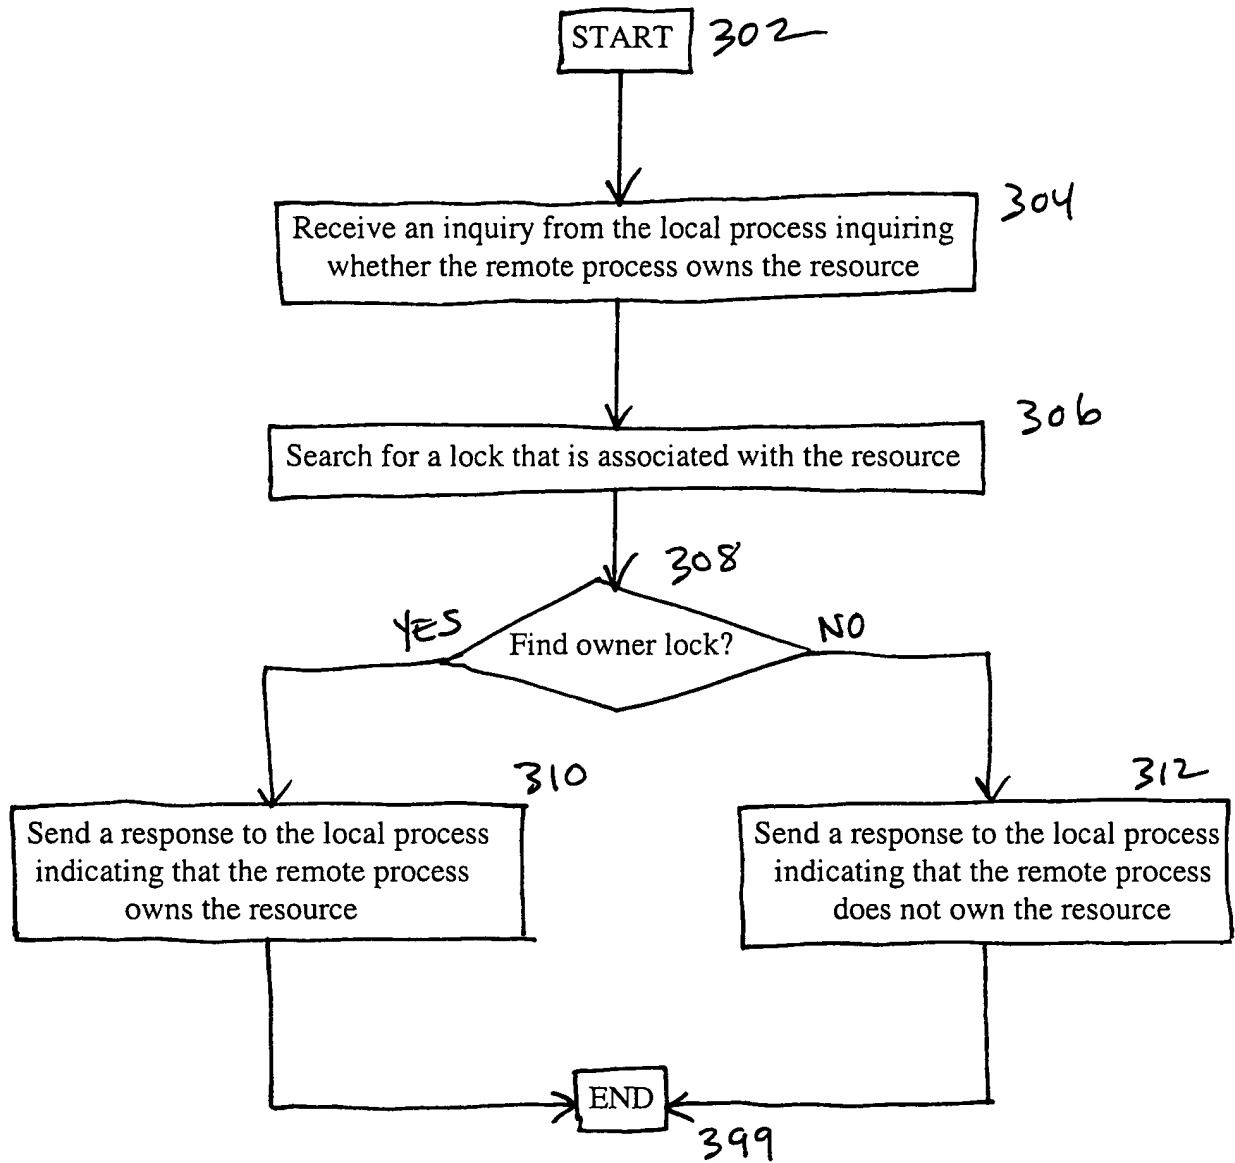 START 302
304
Receive an inquiry from the local process inquiring
whether the remote process owns the resource
306
Search for a lock that is associated with the resource
308
YES
NO
Find owner lock?
310
Send a response to the local process
indicating that the remote process
owns the resource
312
Send a response to the local process
indicating that the remote process
does not own the resource
END
399